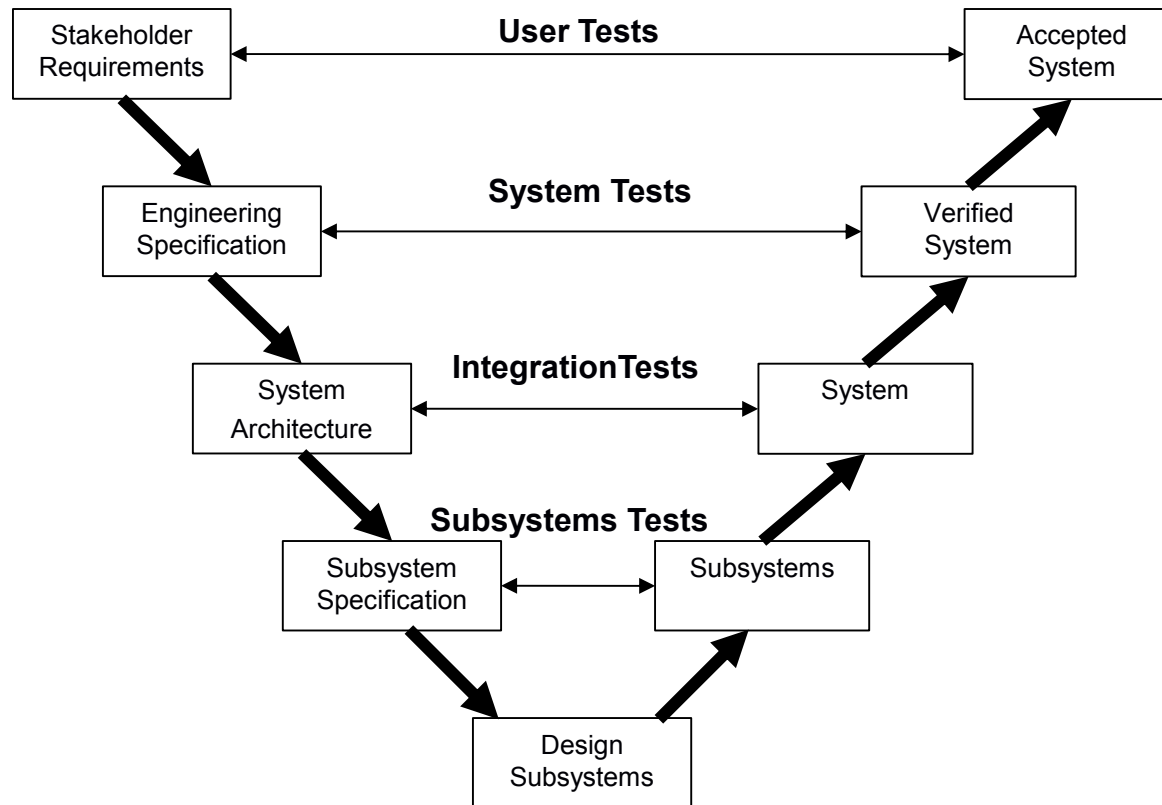 Stakeholder
Requirements
User Tests
Accepted
System
Engineering
Specification
System Tests
Verified
System
System
Architecture
IntegrationTests
System
Subsystem
Specification
Subsystems Tests
Subsystems
Design
Subsystems